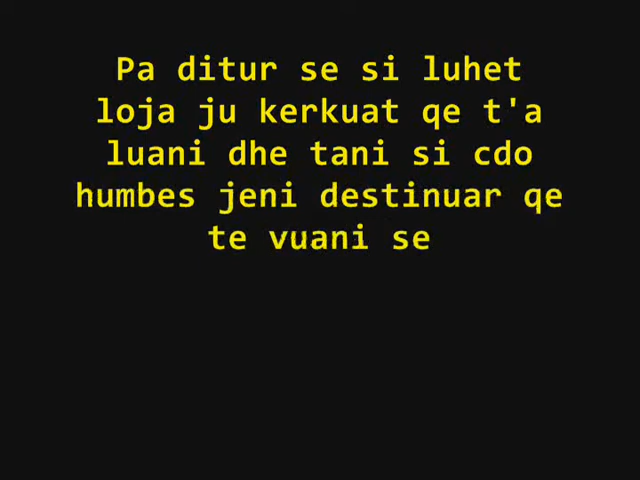 Pa ditur se si luhet
loja ju kerkuat qe t'a
luani dhe tani si cdo
humbes jeni destinuar qe
te vuani se